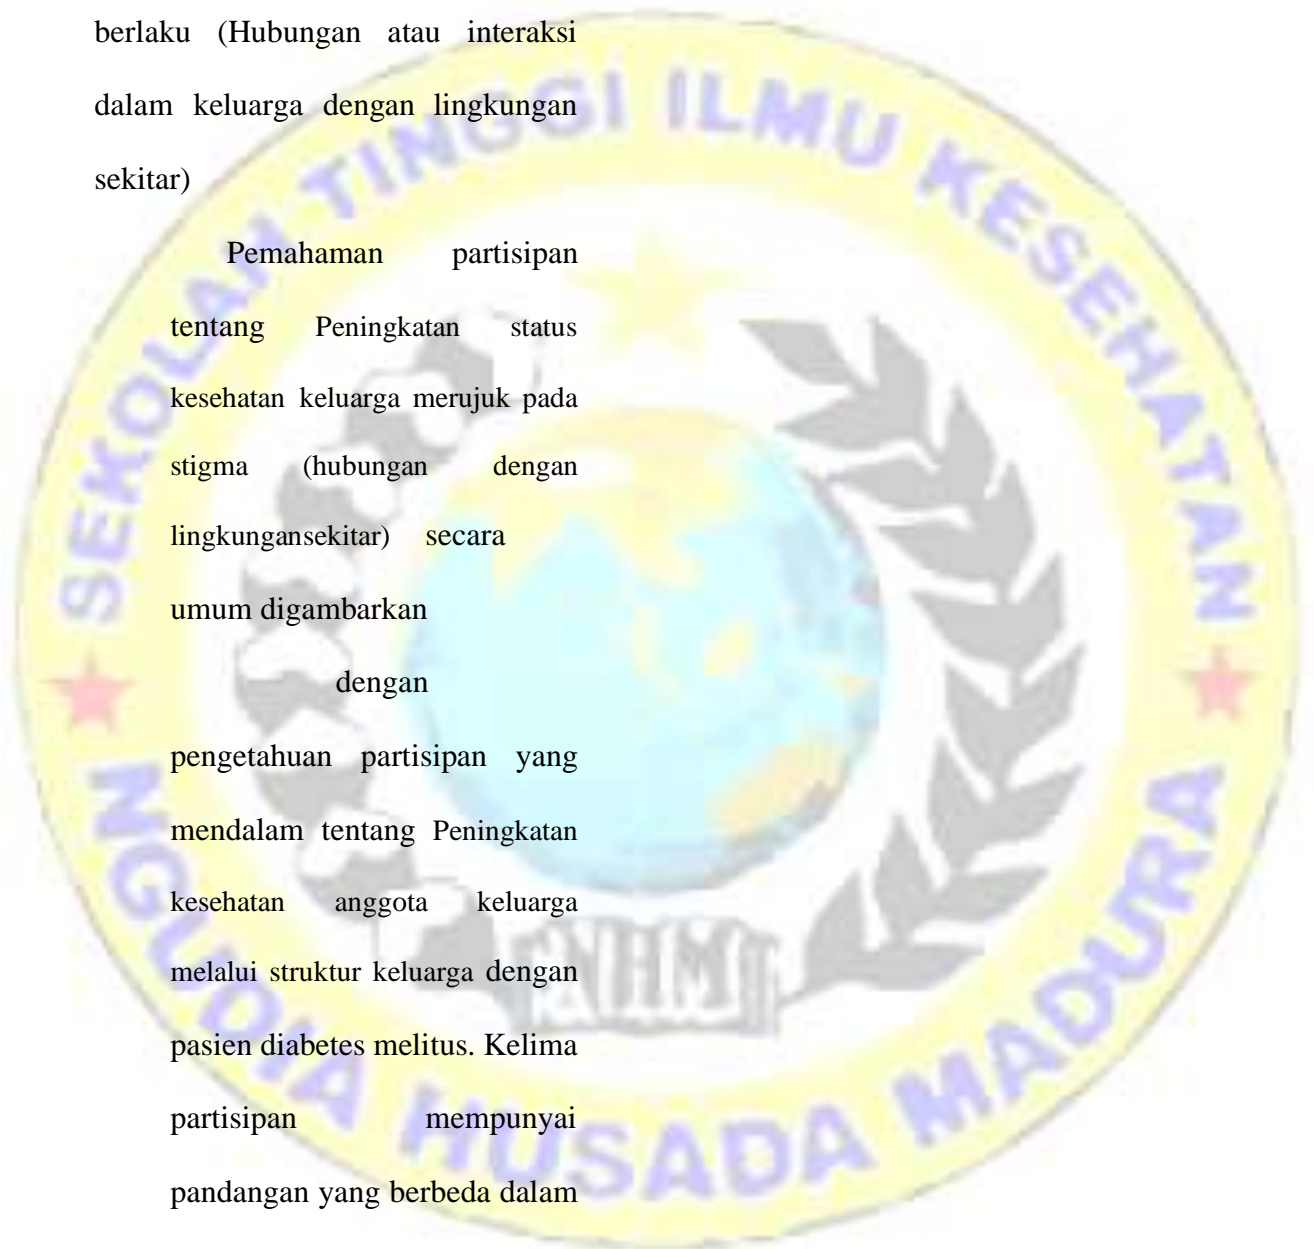 berlaku (Hubungan atau interaksi
dalam keluarga dengan lingkungan
sekitar)
Pemahaman partisipan
tentang Peningkatan status
kesehatan keluarga merujuk pada
stigma (hubungan dengan
lingkungansekitar) secara
umum digambarkan
dengan
pengetahuan partisipan yang
mendalam tentang Peningkatan
kesehatan anggota keluarga
melalui struktur keluarga dengan
pasien diabetes melitus. Kelima
partisipan mempunyai
pandangan yang berbeda dalam
SEKOLAH TINGGI ILMU KESEHATAN
NGUDIA HUSADA MADURA